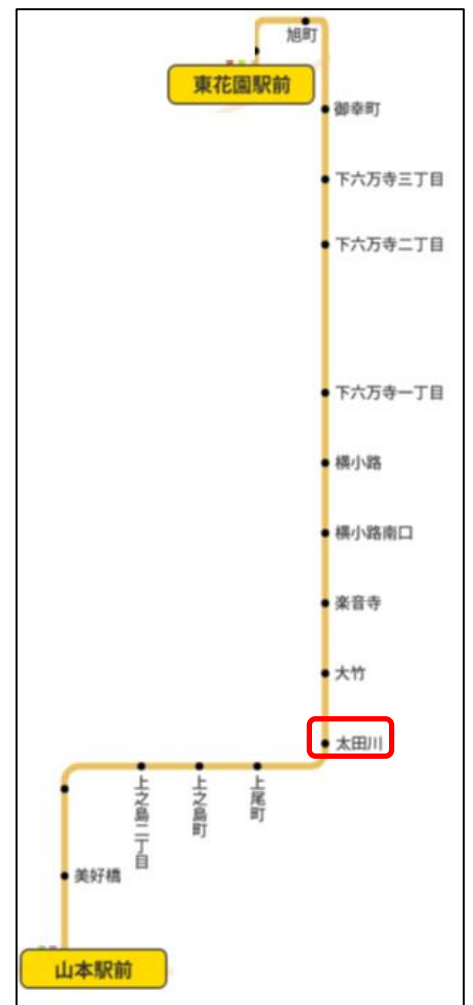 旭町
東花園駅前
御幸町
下六万寺三丁目
下六万寺二丁目
下六万寺一丁目
横小路
横小路南口
楽音寺
大竹
太田川
上尾町
上之島町
上之島二丁目
美好橋
山本駅前